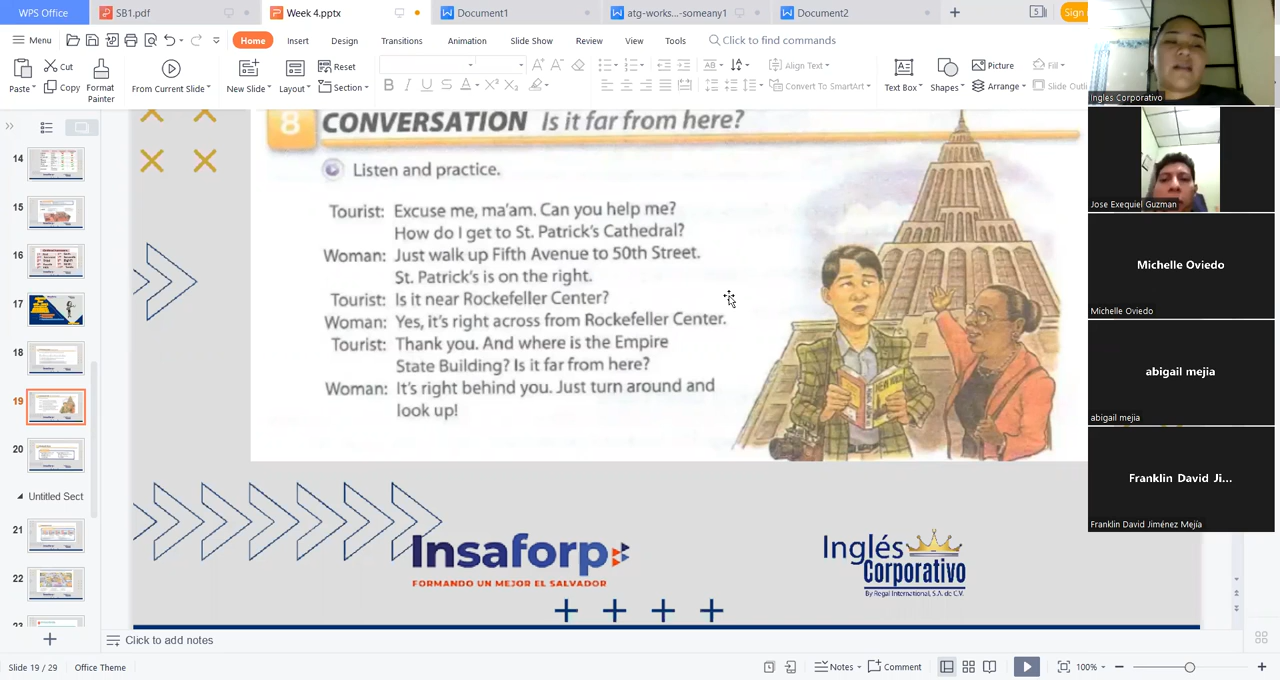 WPS Office
SB1.pdf
Week 4.pptx
Document1
atg-works...-someany1
Document2
5
Sign
Menu
Home
Insert
Design
Transitions
Animation
Slide Show
Review
View
Tools
Click to find commands
Paste
Cut
Copy
Format
Painter
From Current Slide
New Slide
Layout
Reset
Section
Align Text
Convert To SmartArt
Text Box
Shapes
Picture
Arrange
Fill
Slide Outli
14
15
16
17
18
19
20
Untitled Sect
21
22
23
8 CONVERSATION Is it far from here?
Listen and practice.
Tourist: Excuse me, ma'am. Can you help me?
How do I get to St. Patrick's Cathedral?
Woman: Just walk up Fifth Avenue to 50th Street.
St. Patrick's is on the right.
Tourist: Is it near Rockefeller Center?
Woman: Yes, it's right across from Rockefeller Center.
Tourist: Thank you. And where is the Empire
State Building? Is it far from here?
Woman: It's right behind you. Just turn around and
look up!
Insaforp
FORMANDO UN MEJOR EL SALVADOR
Inglés
Corporativo
By Regal International, S.A. de C.V.
Inglés Corporativo
Jose Exequiel Guzman
Michelle Oviedo
Michelle Oviedo
abigail mejia
abigail mejia
Franklin David Ji...
Franklin David Jiménez Mejía
Click to add notes
Slide 19 / 29
Office Theme
Notes
Comment
100%